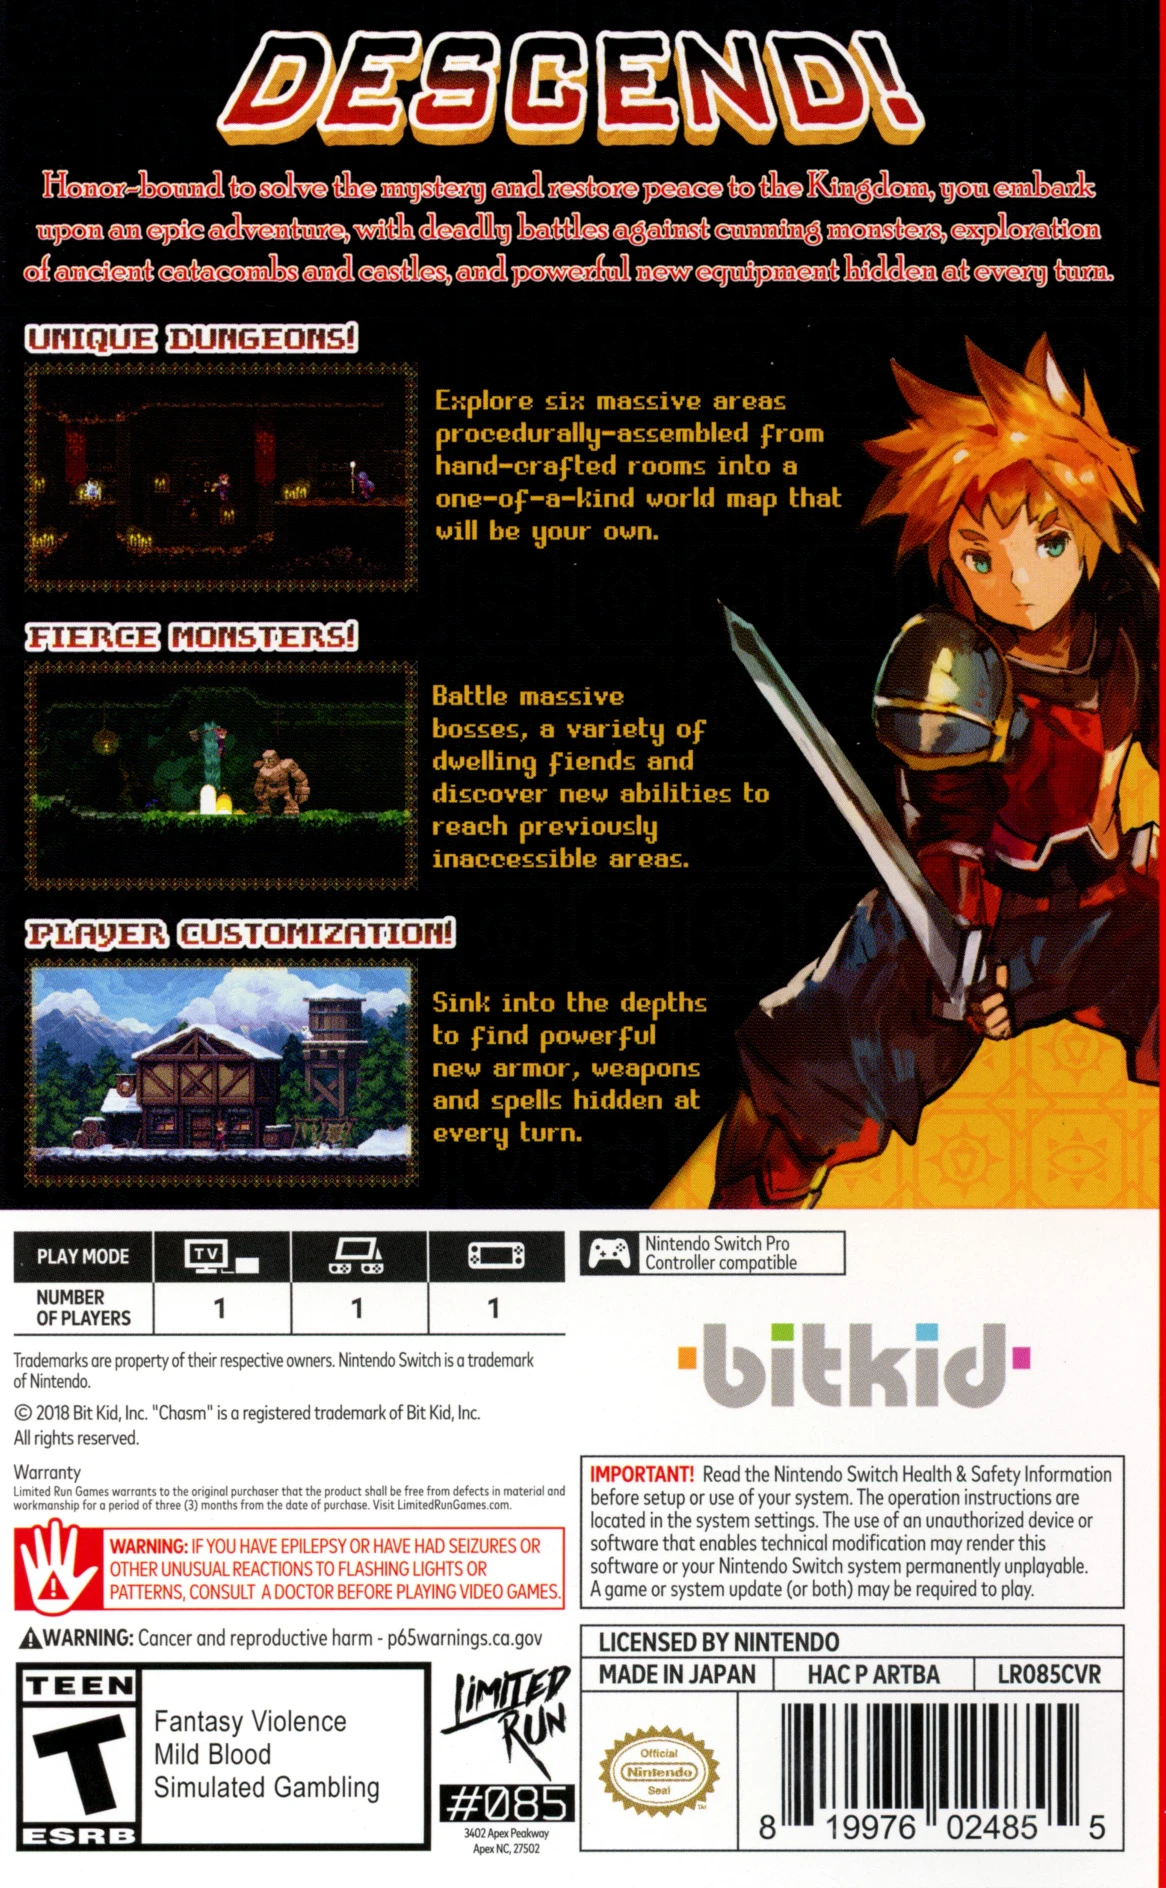 DESCEND!
Honor-bound to solve the mystery and restore peace to the Kingdom, you embark
upon an epic adventure, with deadly battles against cunning monsters, exploration
of ancient catacombs and castles, and powerful new equipment hidden at every turn.
UNIQUE DUNGEONS!
Explore six massive areas
procedurally-assembled from
hand-crafted rooms into a
one-of-a-kind world map that
will be your own.
FIERCE MONSTERS!
Battle massive
bosses, a variety of
dwelling fiends and
discover new abilities to
reach previously
inaccessible areas.
PLAYER CUSTOMIZATION!
Sink into the depths
to find powerful
new armor, weapons
and spells hidden at
every turn.
PLAY MODE
TV
NUMBER
OF PLAYERS
1 1 1
Nintendo Switch Pro
Controller compatible
Trademarks are property of their respective owners. Nintendo Switch is a trademark
of Nintendo.
© 2018 Bit Kid, Inc. "Chasm" is a registered trademark of Bit Kid, Inc.
All rights reserved.
bitkid
Warranty
Limited Run Games warrants to the original purchaser that the product shall be free from defects in material and
workmanship for a period of three (3) months from the date of purchase. Visit LimitedRunGames.com.
WARNING: IF YOU HAVE EPILEPSY OR HAVE HAD SEIZURES OR
OTHER UNUSUAL REACTIONS TO FLASHING LIGHTS OR
PATTERNS, CONSULT A DOCTOR BEFORE PLAYING VIDEO GAMES.
WARNING: Cancer and reproductive harm - p65warnings.ca.gov
IMPORTANT! Read the Nintendo Switch Health & Safety Information
before setup or use of your system. The operation instructions are
located in the system settings. The use of an unauthorized device or
software that enables technical modification may render this
software or your Nintendo Switch system permanently unplayable.
A game or system update (or both) may be required to play.
TEEN
T
ESRB
Fantasy Violence
Mild Blood
Simulated Gambling
LIMITED
RUN
#085
3402 Apex Peakway
Apex NC, 27502
LICENSED BY NINTENDO
MADE IN JAPAN HAC P ARTBA LR085CVR
Official
Nintendo
Seal
TM
8 19976 02485 5